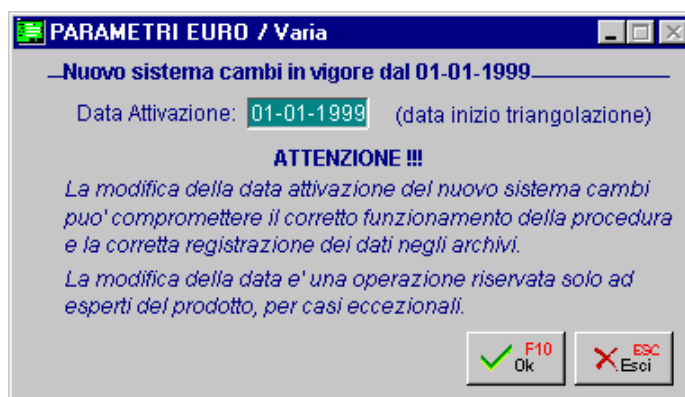 PARAMETRI EURO / Varia
Nuovo sistema cambi in vigore dal 01-01-1999
Data Attivazione: 01-01-1999 (data inizio triangolazione)
ATTENZIONE !!!
La modifica della data attivazione del nuovo sistema cambi
puo' compromettere il corretto funzionamento della procedura
e la corretta registrazione dei dati negli archivi.
La modifica della data e' una operazione riservata solo ad
esperti del prodotto, per casi eccezionali.
F10 ESC
Ok Esci